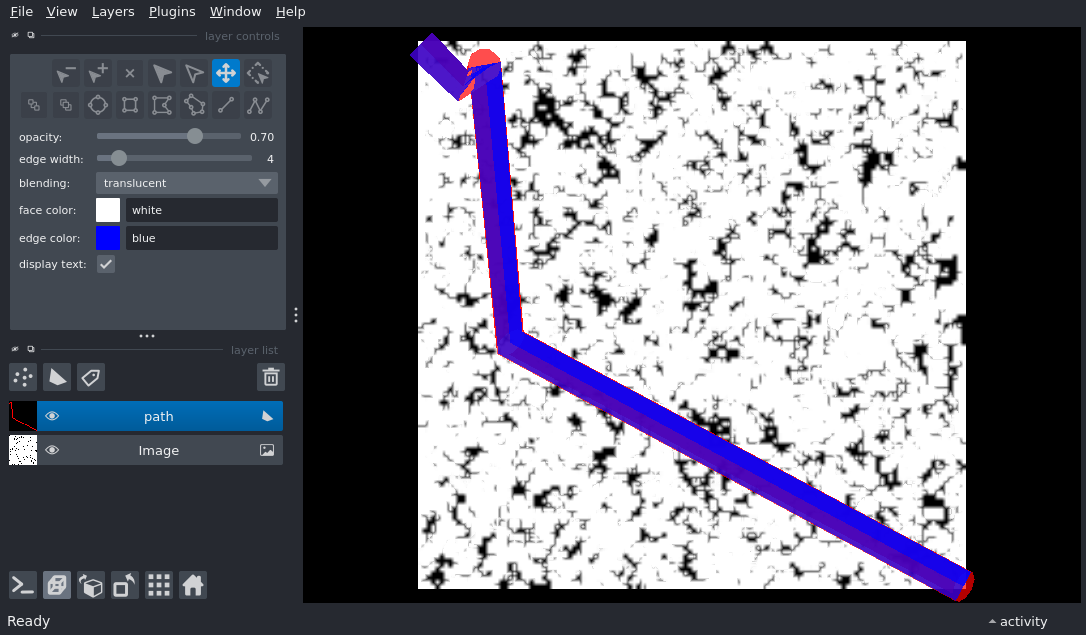 File View Layers Plugins Window Help
layer controls
opacity: 0.70
edge width: 4
blending: translucent
face color: white
edge color: blue
display text:
layer list
path
Image
Ready
activity